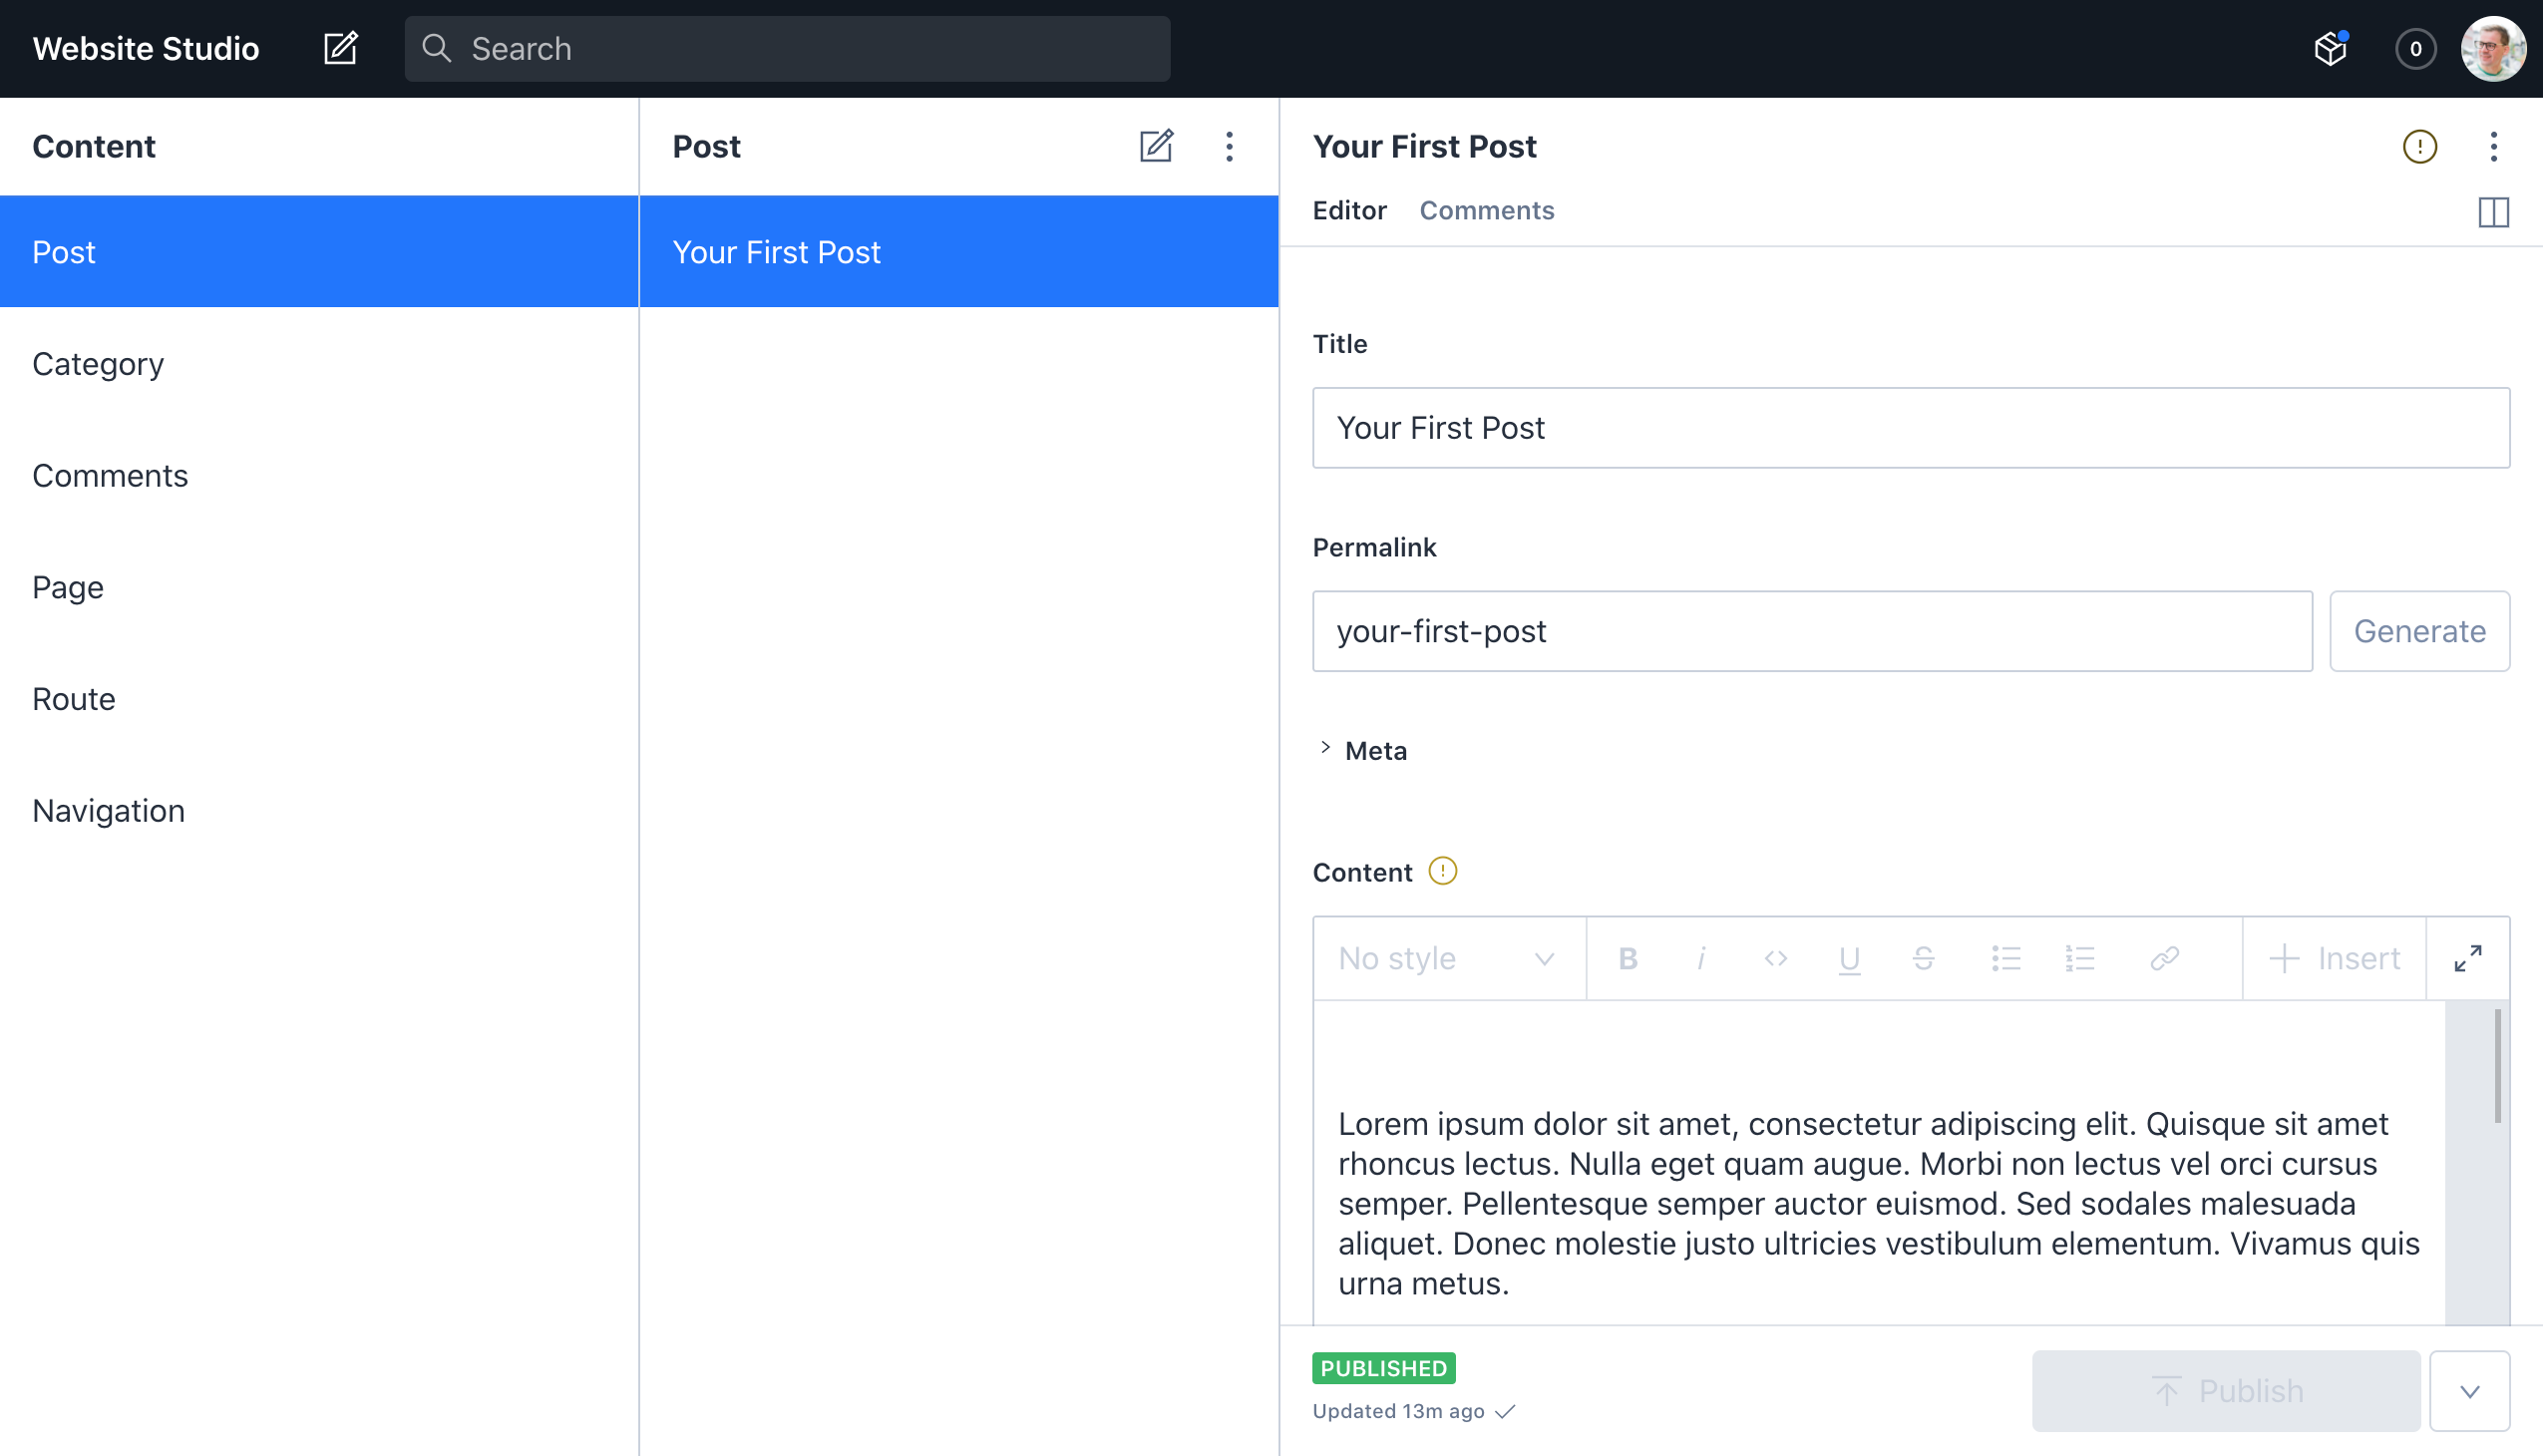 Website Studio
Search
0
Content
Post
Category
Comments
Page
Route
Navigation
Post
Your First Post
Your First Post
Editor Comments
Title
Your First Post
Permalink
your-first-post
Generate
Meta
Content
No style
B i <> U S
Insert
Lorem ipsum dolor sit amet, consectetur adipiscing elit. Quisque sit amet
rhoncus lectus. Nulla eget quam augue. Morbi non lectus vel orci cursus
semper. Pellentesque semper auctor euismod. Sed sodales malesuada
aliquet. Donec molestie justo ultricies vestibulum elementum. Vivamus quis
urna metus.
PUBLISHED
Updated 13m ago
Publish